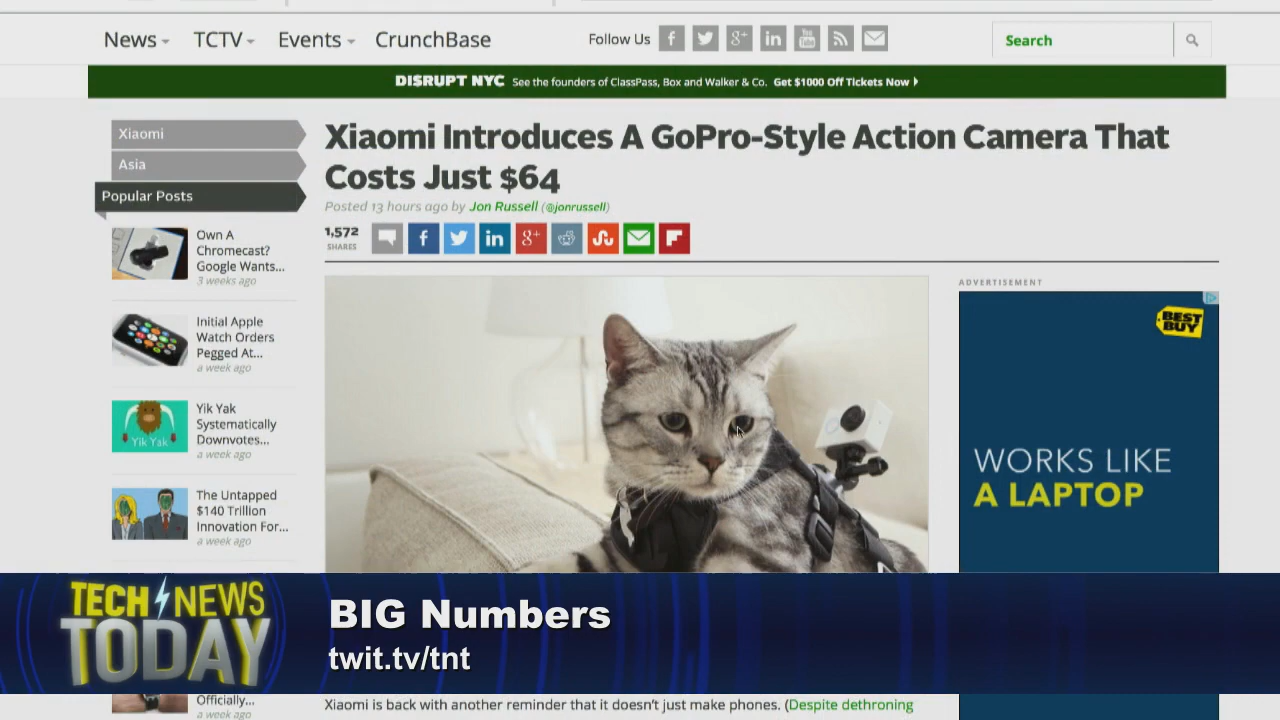 News TCTV Events CrunchBase Follow Us Search
DISRUPT NYC See the founders of ClassPass, Box and Walker & Co. Get $1000 Off Tickets Now
Xiaomi
Asia
Popular Posts
Own A
Chromecast?
Google Wants...
3 weeks ago
Initial Apple
Watch Orders
Pegged At...
a week ago
Yik Yak
Yik Yak
Systematically
Downvotes...
a week ago
The Untapped
$140 Trillion
Innovation For...
a week ago
Officially...
a week ago
Xiaomi Introduces A GoPro-Style Action Camera That
Costs Just $64
Posted 13 hours ago by Jon Russell (@jonrussell)
1,572
SHARES
ADVERTISEMENT
BEST
BUY
WORKS LIKE
A LAPTOP
TECH NEWS
TODAY
BIG Numbers
twit.tv/tnt
Xiaomi is back with another reminder that it doesn't just make phones. (Despite dethroning